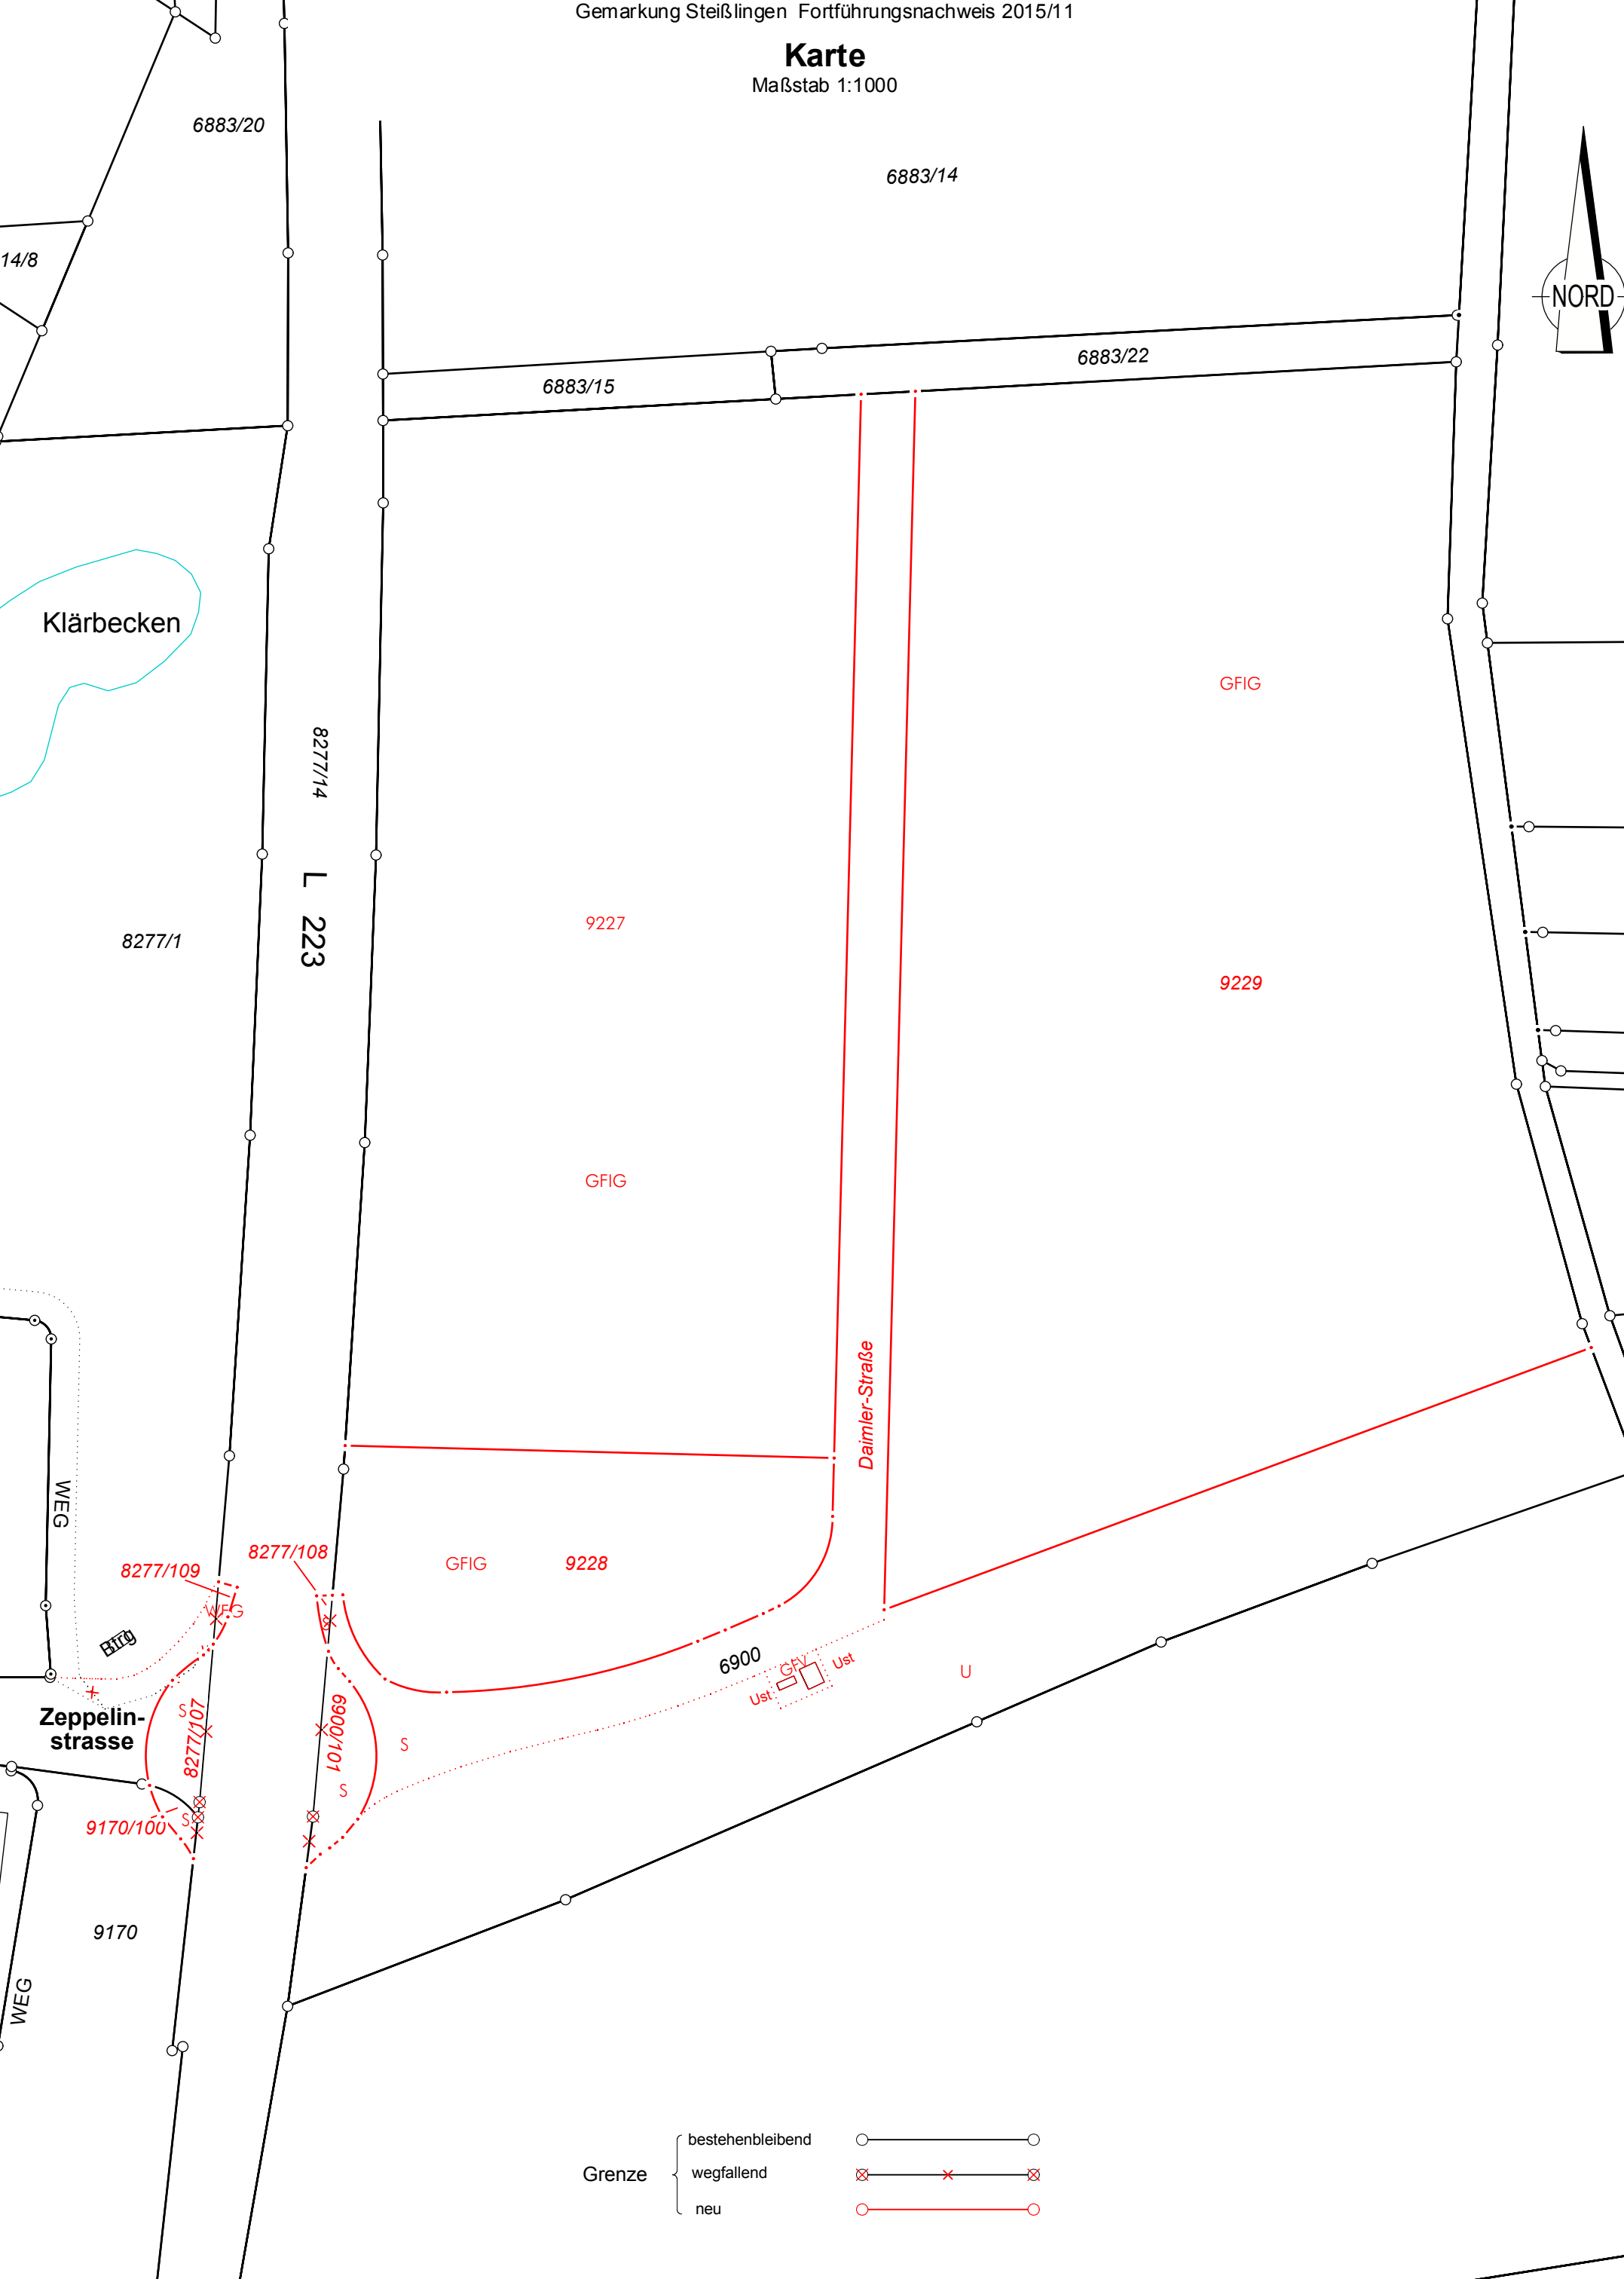 Gemarkung Steißlingen Fortführungsnachweis 2015/11
Karte
Maßstab 1:1000
6883/20
6883/14
14/8
NORD
6883/22
6883/15
Klärbecken
GFIG
8277/14
L 223
9227
8277/1
9229
GFIG
Daimler-Straße
WEG
8277/108
8277/109
GFIG
9228
WEG
Btrg
6900
GFV
Ust
U
Ust
S
Zeppelin-
strasse
8277/107
6900/101
S
S
S
9170/100
9170
WEG
bestehenbleibend
Grenze
wegfallend
neu